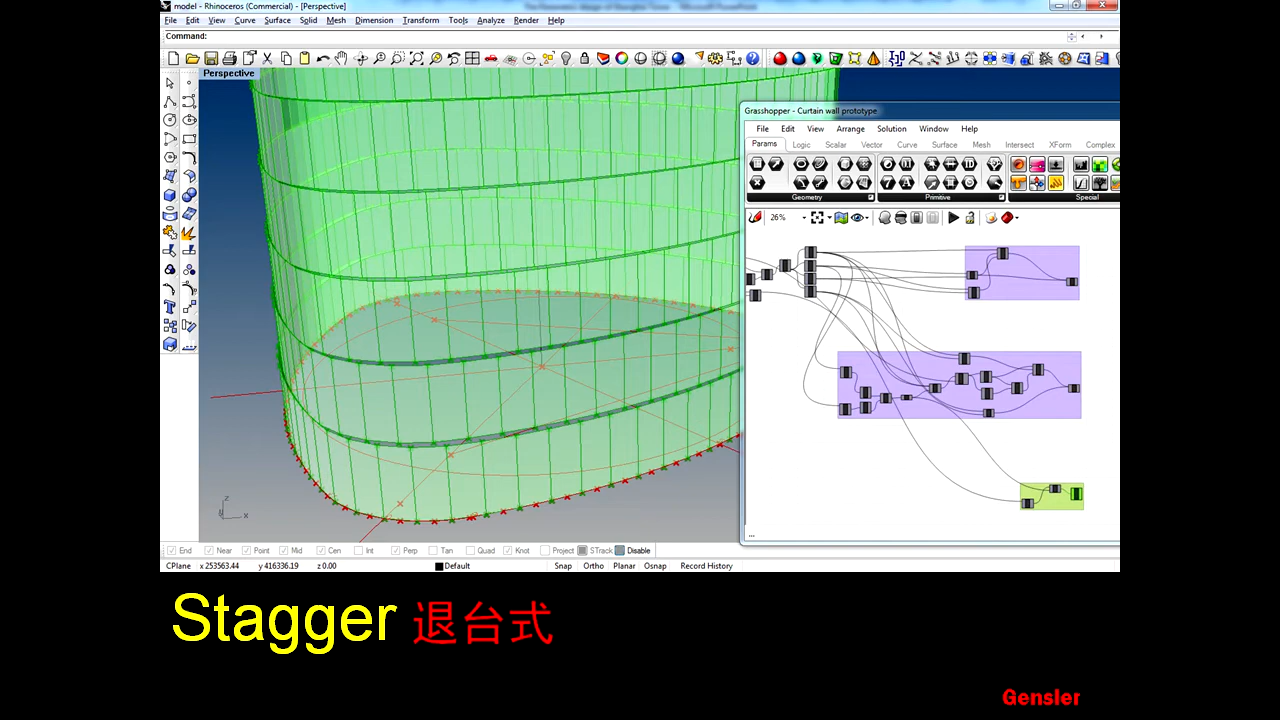 model - Rhinoceros (Commercial) - [Perspective]
File Edit View Curve Surface Solid Mesh Dimension Transform Tools Analyze Render Help
Command:
Perspective
Grasshopper - Curtain wall prototype
File Edit View Arrange Solution Window Help
Params Logic Scalar Vector Curve Surface Mesh Intersect XForm Complex
Geometry Primitive Special
26%
z
y x
End Near Point Mid Cen Int Perp Tan Quad Knot Project STrack Disable
CPlane x 253563.44 y 416336.19 z 0.00 Default Snap Ortho Planar Osnap Record History
Stagger 退台式
Gensler